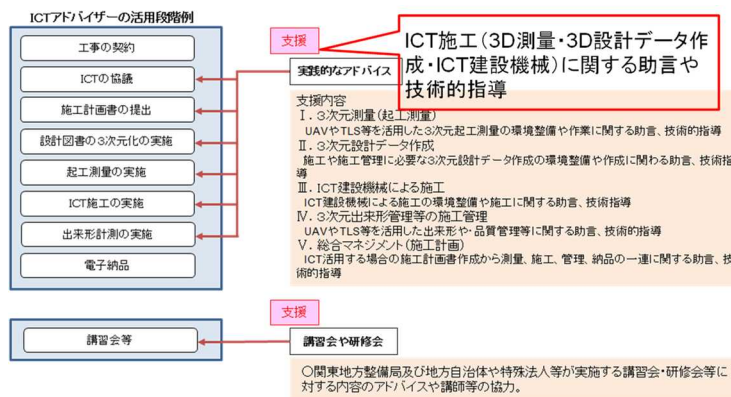 ICTアドバイザーの活用段階例
工事の契約
ICTの協議
施工計画書の提出
設計図書の3次元化の実施
起工測量の実施
ICT施工の実施
出来形計測の実施
電子納品
支援
実践的なアドバイス
ICT施工（3D測量・3D設計データ作
成・ICT建設機械）に関する助言や
技術的指導
支援内容
Ⅰ．３次元測量（起工測量）
UAVやTLS等を活用した３次元起工測量の環境整備や作業に関する助言、技術的指導
Ⅱ．３次元設計データ作成
施工や施工管理に必要な３次元設計データ作成の環境整備や作成に関わる助言、技術指
導
Ⅲ．ICT建設機械による施工
ICT建設機械による施工の環境整備や施工に関する助言、技術指導
Ⅳ．３次元出来形管理等の施工管理
UAVやTLS等を活用した出来形や・品質管理等に関する助言、技術的指導
Ⅴ．総合マネジメント（施工計画）
ICT活用する場合の施工計画書作成から測量、施工、管理、納品の一連に関する助言、技
術的指導
講習会等
支援
講習会や研修会
〇関東地方整備局及び地方自治体や特殊法人等が実施する講習会・研修会等に
対する内容のアドバイスや講師等の協力。